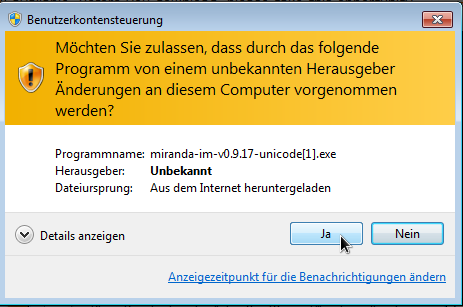 Benutzerkontensteuerung
Möchten Sie zulassen, dass durch das folgende
Programm von einem unbekannten Herausgeber
Änderungen an diesem Computer vorgenommen
werden?
Programmname: miranda-im-v0.9.17-unicode[1].exe
Herausgeber: Unbekannt
Dateiursprung: Aus dem Internet heruntergeladen
Details anzeigen Ja Nein
Anzeigezeitpunkt für die Benachrichtigungen ändern